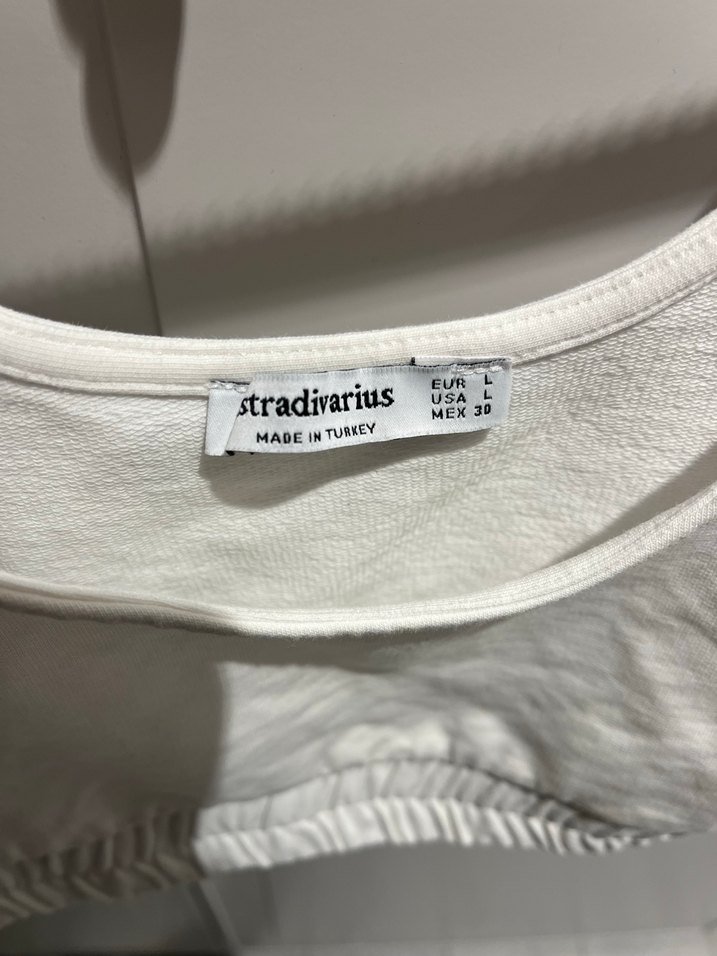 stradivarius
MADE IN TURKEY
EUR L
USA L
MEX 30